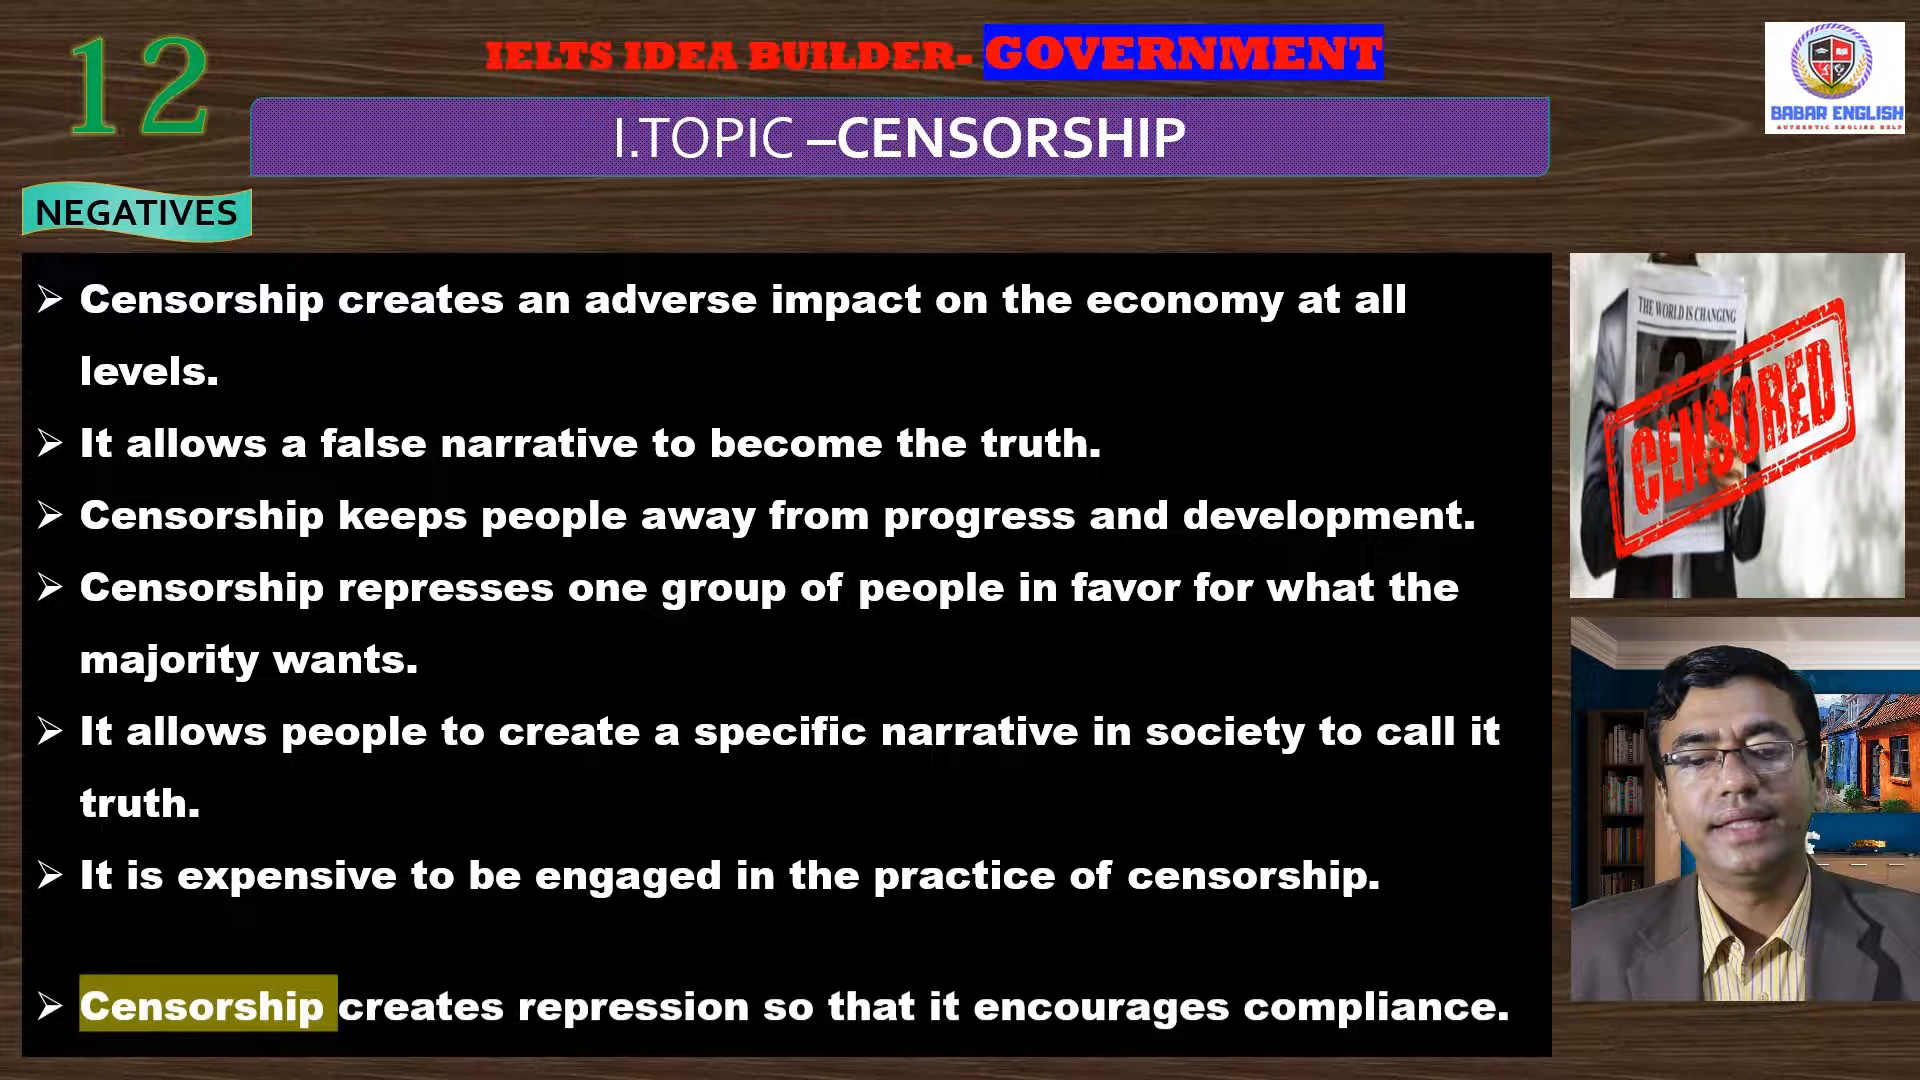 12
IELTS IDEA BUILDER- GOVERNMENT
I.TOPIC –CENSORSHIP
BABAR ENGLISH
AUTHENTIC ENGLISH HELP
NEGATIVES
➢ Censorship creates an adverse impact on the economy at all
levels.
➢ It allows a false narrative to become the truth.
➢ Censorship keeps people away from progress and development.
➢ Censorship represses one group of people in favor for what the
majority wants.
➢ It allows people to create a specific narrative in society to call it
truth.
➢ It is expensive to be engaged in the practice of censorship.
➢ Censorship creates repression so that it encourages compliance.
THE WORLD IS CHANGING
CENSORED